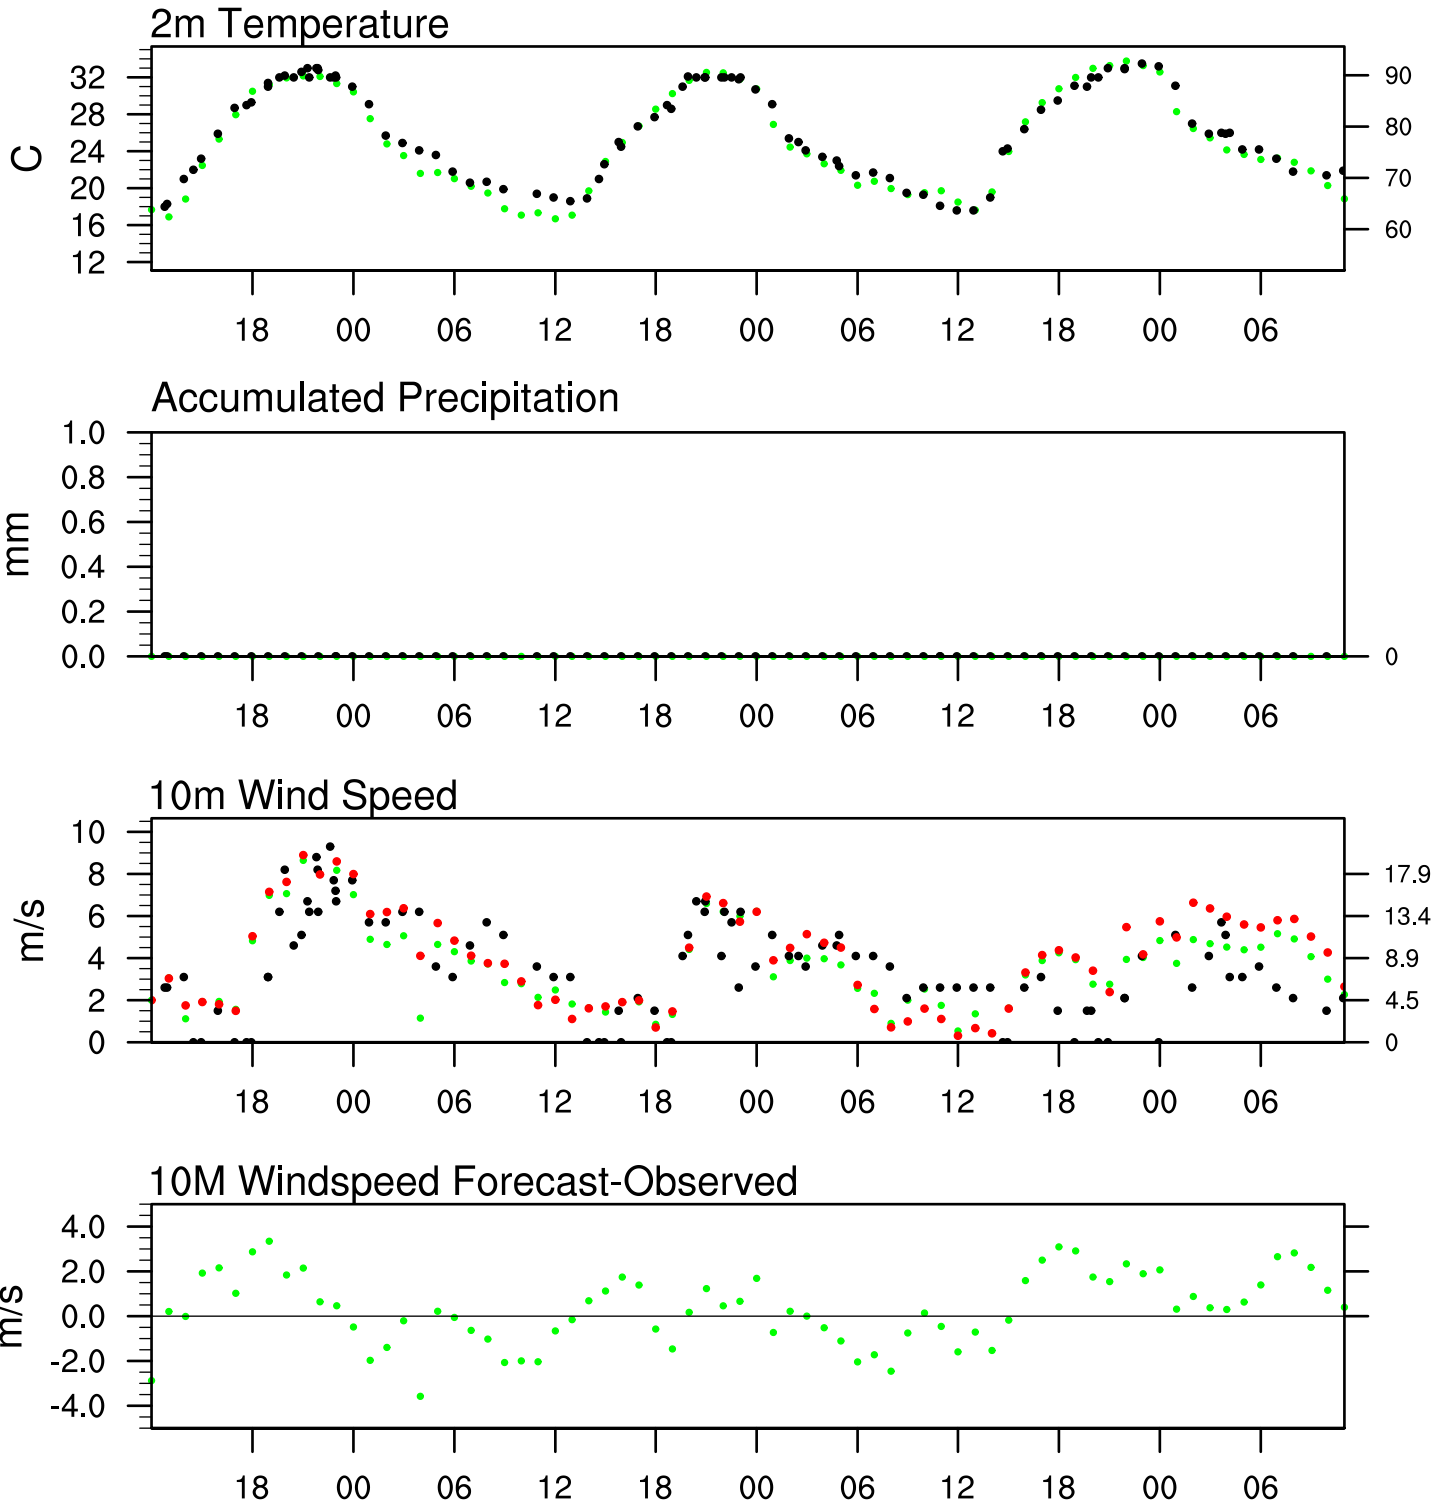 2m Temperature
C
32
28
24
20
16
12
90
80
70
60
18 00 06 12 18 00 06 12 18 00 06
Accumulated Precipitation
mm
1.0
0.8
0.6
0.4
0.2
0.0
0
18 00 06 12 18 00 06 12 18 00 06
10m Wind Speed
m/s
10
8
6
4
2
0
17.9
13.4
8.9
4.5
0
18 00 06 12 18 00 06 12 18 00 06
10M Windspeed Forecast-Observed
m/s
4.0
2.0
0.0
-2.0
-4.0
18 00 06 12 18 00 06 12 18 00 06